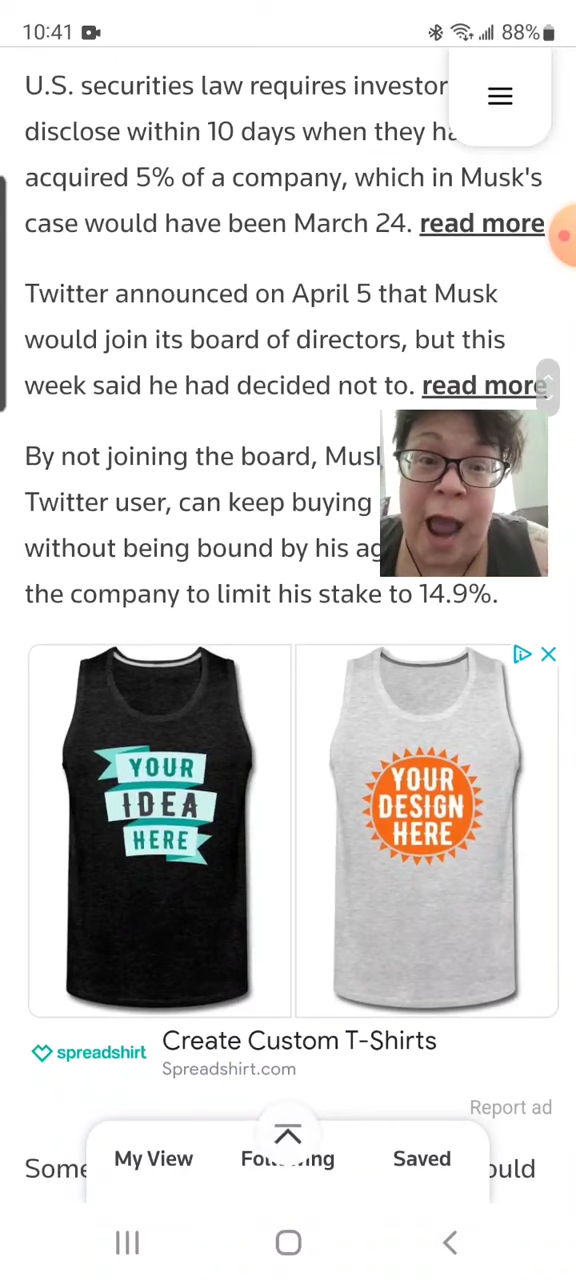 10:41
88%
U.S. securities law requires investor
disclose within 10 days when they ha
acquired 5% of a company, which in Musk's
case would have been March 24. read more
Twitter announced on April 5 that Musk
would join its board of directors, but this
week said he had decided not to. read more
By not joining the board, Musk
Twitter user, can keep buying
without being bound by his ag
the company to limit his stake to 14.9%.
YOUR
IDEA
HERE
YOUR
DESIGN
HERE
spreadshirt
Create Custom T-Shirts
Spreadshirt.com
Report ad
My View
Following
Saved
Some
ould